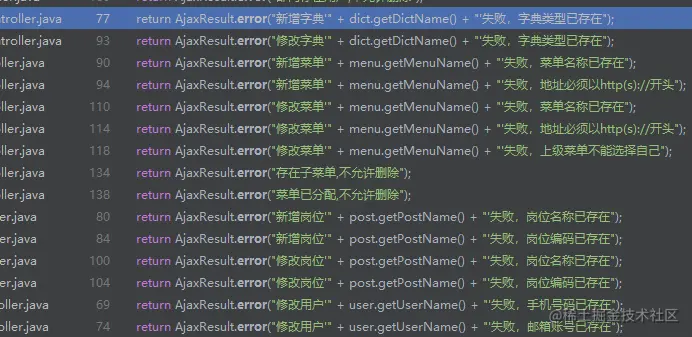 troller.java 77 return AjaxResult.error("新增字典'" + dict.getDictName() + "'失败，字典类型已存在");
ntroller.java 93 return AjaxResult.error("修改字典'" + dict.getDictName() + "'失败，字典类型已存在");
oller.java 90 return AjaxResult.error("新增菜单'" + menu.getMenuName() + "'失败，菜单名称已存在");
oller.java 94 return AjaxResult.error("新增菜单'" + menu.getMenuName() + "'失败，地址必须以http(s)://开头");
oller.java 110 return AjaxResult.error("修改菜单'" + menu.getMenuName() + "'失败，菜单名称已存在");
oller.java 114 return AjaxResult.error("修改菜单'" + menu.getMenuName() + "'失败，地址必须以http(s)://开头");
oller.java 118 return AjaxResult.error("修改菜单'" + menu.getMenuName() + "'失败，上级菜单不能选择自己");
oller.java 134 return AjaxResult.error("存在子菜单,不允许删除");
oller.java 138 return AjaxResult.error("菜单已分配,不允许删除");
er.java 80 return AjaxResult.error("新增岗位'" + post.getPostName() + "'失败，岗位名称已存在");
er.java 84 return AjaxResult.error("新增岗位'" + post.getPostName() + "'失败，岗位编码已存在");
er.java 100 return AjaxResult.error("修改岗位'" + post.getPostName() + "'失败，岗位名称已存在");
er.java 104 return AjaxResult.error("修改岗位'" + post.getPostName() + "'失败，岗位编码已存在");
oller.java 69 return AjaxResult.error("修改用户'" + user.getUserName() + "'失败，手机号码已存在");
oller.java 74 return AjaxResult.error("修改用户'" + user.getUserName() + "'失败，邮箱账号已存在");
@稀土掘金技术社区